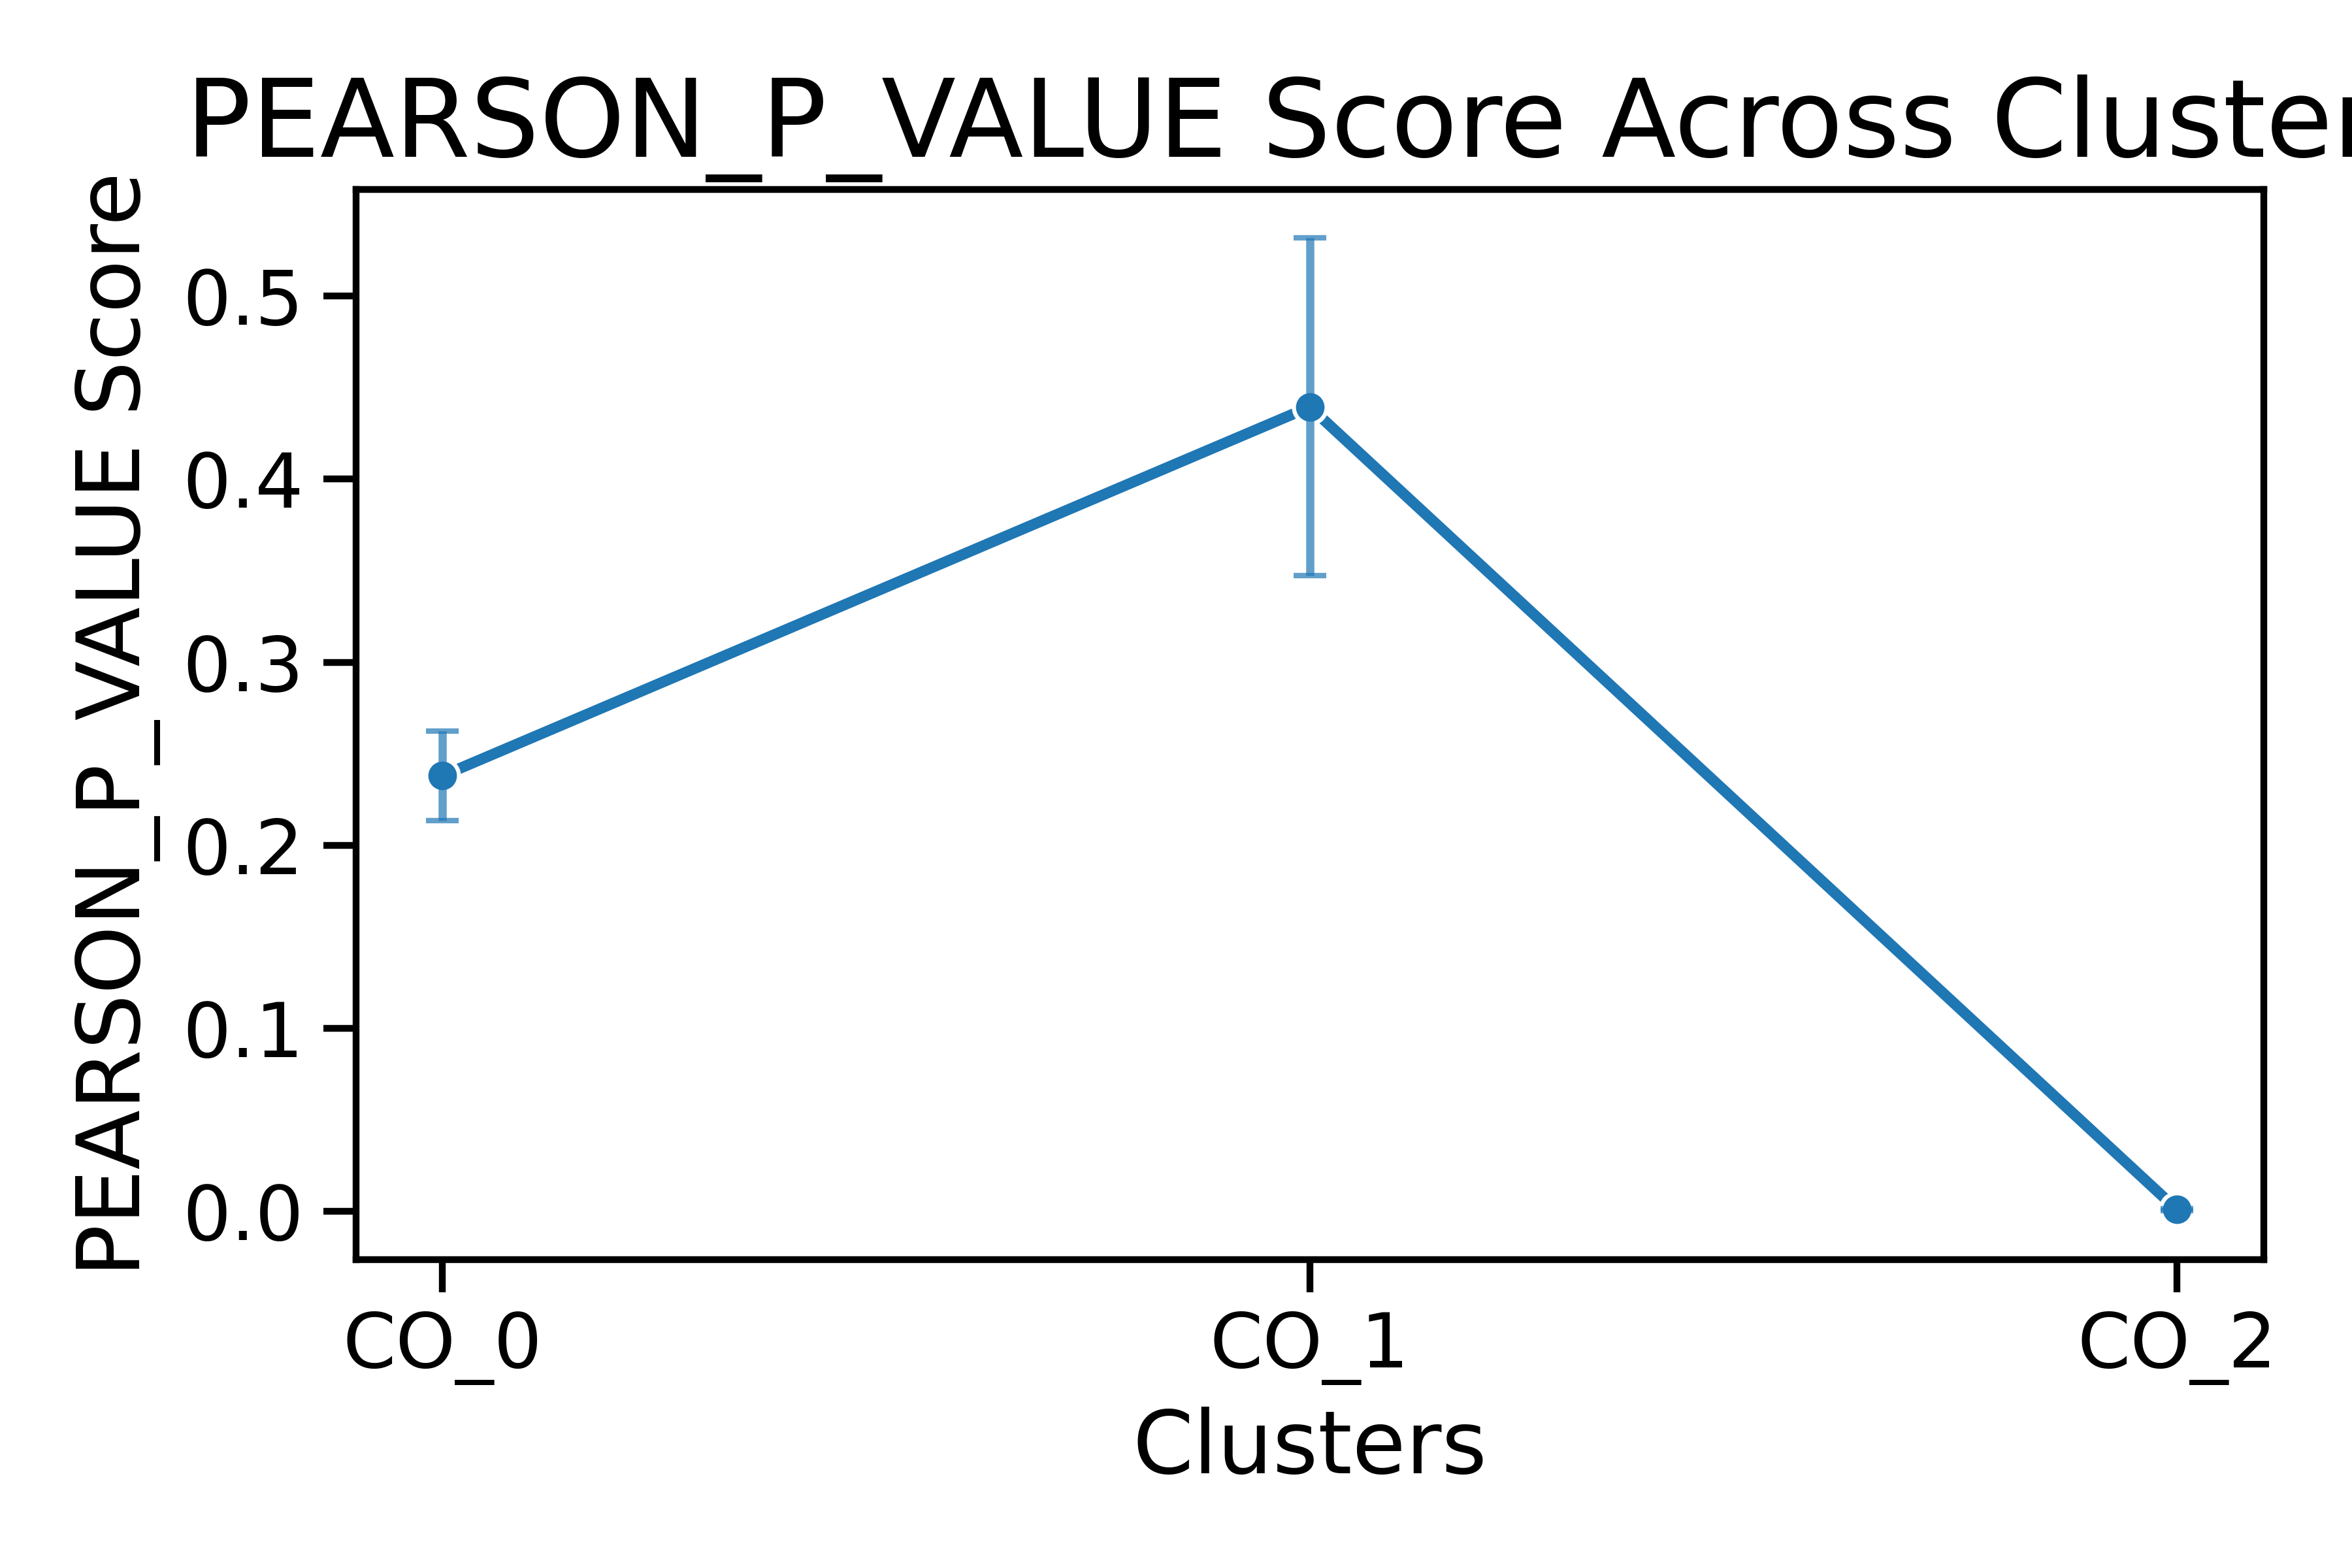 PEARSON_P_VALUE Score Across Cluster
PEARSON_P_VALUE Score
0.5
0.4
0.3
0.2
0.1
0.0
CO_0 CO_1 CO_2
Clusters